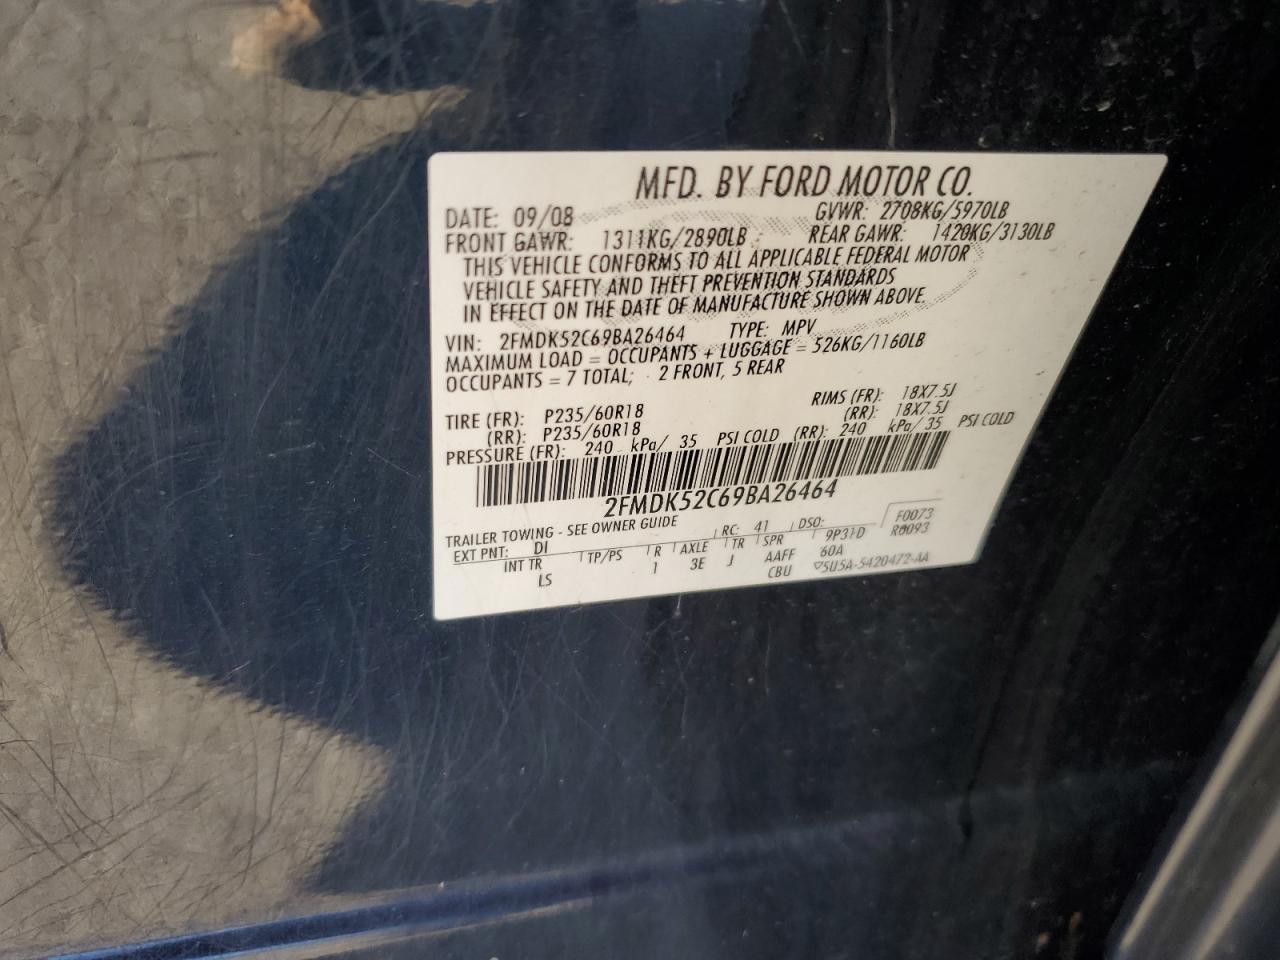 MFD. BY FORD MOTOR CO.
DATE: 09/08 GVWR: 2708KG/5970LB
FRONT GAWR: 1311KG/2890LB REAR GAWR: 1420KG/3130LB
THIS VEHICLE CONFORMS TO ALL APPLICABLE FEDERAL MOTOR
VEHICLE SAFETY AND THEFT PREVENTION STANDARDS
IN EFFECT ON THE DATE OF MANUFACTURE SHOWN ABOVE
VIN: 2FMDK52C69BA26464 TYPE: MPV
MAXIMUM LOAD = OCCUPANTS + LUGGAGE = 526KG/1160LB
OCCUPANTS = 7 TOTAL; 2 FRONT, 5 REAR
TIRE (FR): P235/60R18 RIMS (FR): 18X7.5J
(RR): P235/60R18 (RR): 18X7.5J
PRESSURE (FR): 240 kPa/ 35 PSI COLD (RR): 240 kPa/ 35 PSI COLD
2FMDK52C69BA26464
TRAILER TOWING - SEE OWNER GUIDE
EXT PNT: DI RC: 41 DSO: F0073
INT TR TP/PS R AXLE TR SPR 9P31D R0093
LS 1 3E J AAFF 60A
CBU 5U5A-5420472-AA